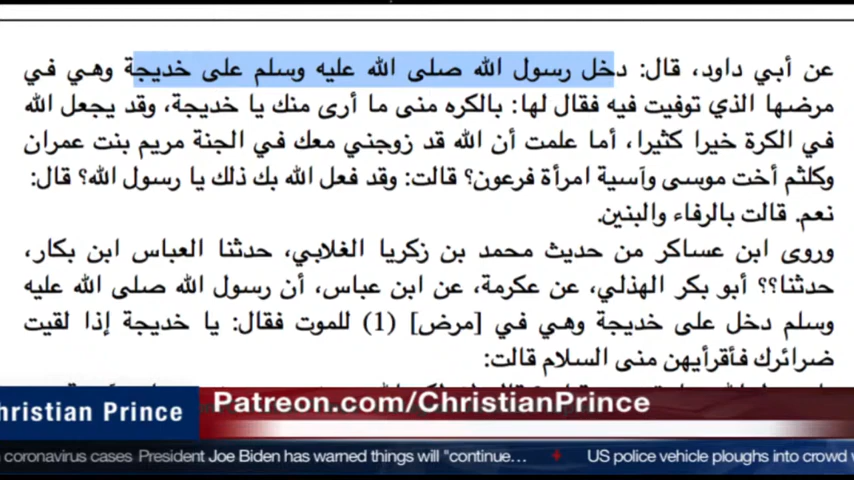 عن أبي داود، قال: دخل رسول الله صلى الله عليه وسلم على خديجة وهي في
مرضها الذي توفيت فيه فقال لها: بالكره منى ما أرى منك يا خديجة، وقد يجعل الله
في الكرة خيرا كثيرا، أما علمت أن الله قد زوجني معك في الجنة مريم بنت عمران
وكلثم أخت موسى وآسية امرأة فرعون؟ قالت: وقد فعل الله بك ذلك يا رسول الله؟ قال:
نعم. قالت بالرفاء والبنين.
وروى ابن عساكر من حديث محمد بن زكريا الغلابي، حدثنا العباس ابن بكار،
حدثنا؟؟ أبو بكر الهذلي، عن عكرمة، عن ابن عباس، أن رسول الله صلى الله عليه
وسلم دخل على خديجة وهي في [مرض] (1) للموت فقال: يا خديجة إذا لقيت
ضرائرك فأقرأيهن منى السلام قالت:
hristian Prince
Patreon.com/ChristianPrince
coronavirus cases President Joe Biden has warned things will "continue... US police vehicle ploughs into crowd